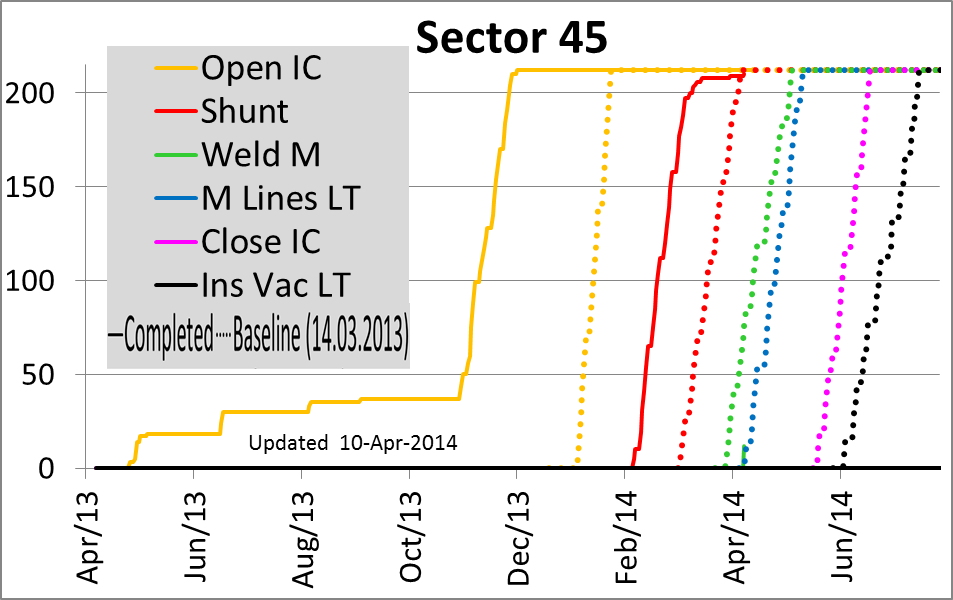 Sector 45
Open IC
Shunt
Weld M
M Lines LT
Close IC
Ins Vac LT
Completed Baseline (14.03.2013)
200
150
100
50
0
Updated 10-Apr-2014
Apr/13
Jun/13
Aug/13
Oct/13
Dec/13
Feb/14
Apr/14
Jun/14